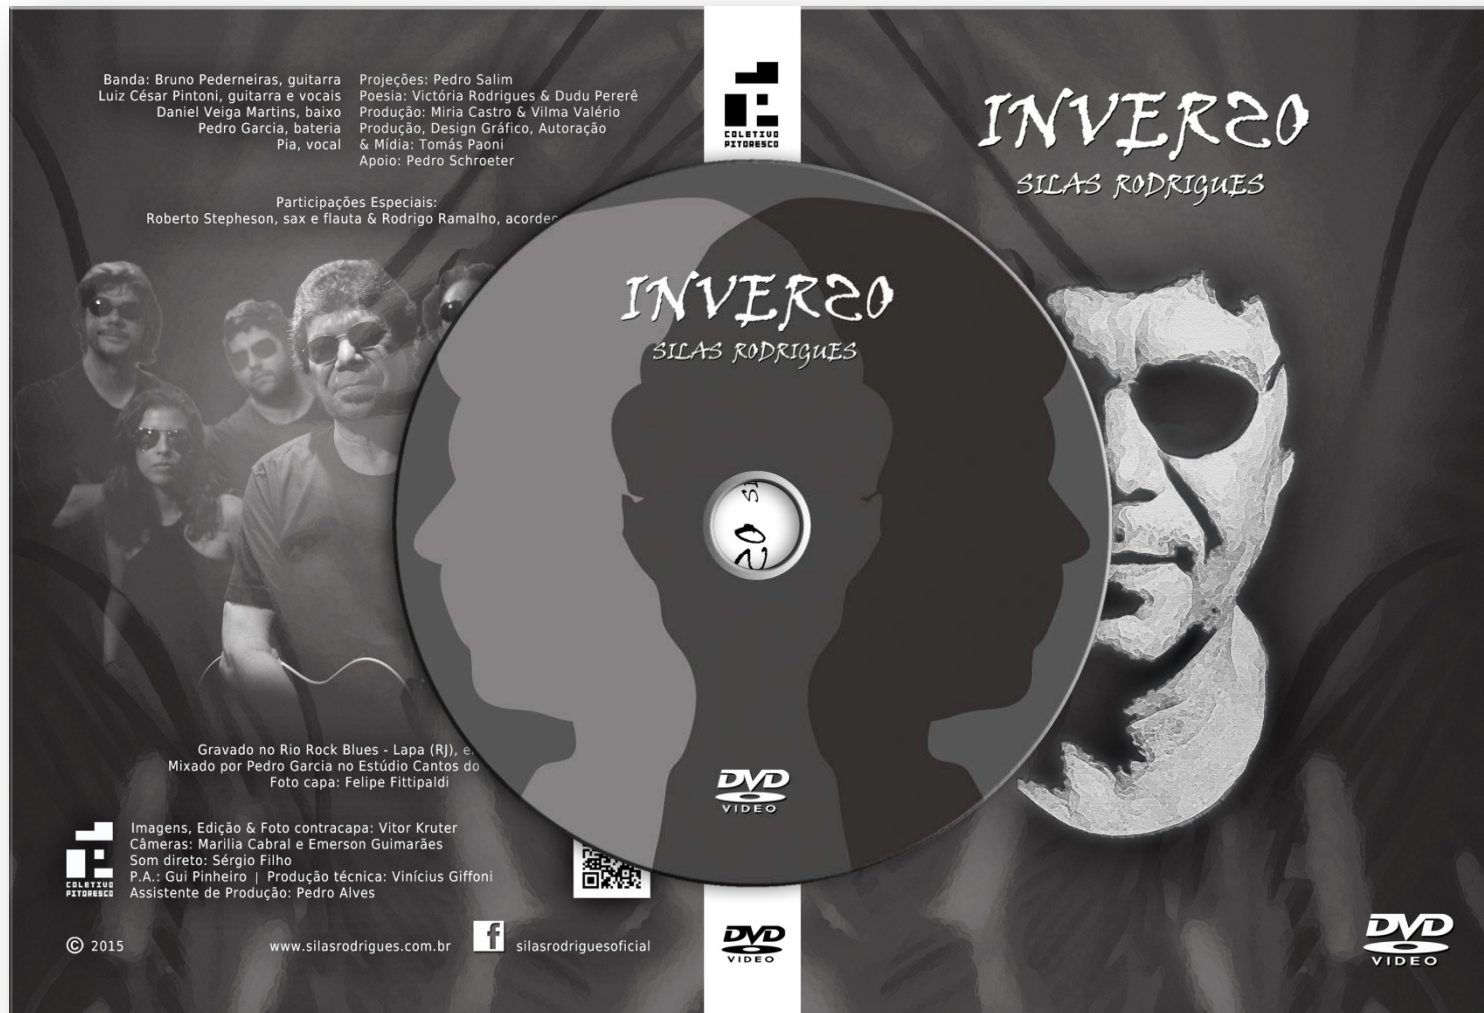 Banda: Bruno Pederneiras, guitarra
Luiz César Pintoni, guitarra e vocais
Daniel Veiga Martins, baixo
Pedro Garcia, bateria
Pia, vocal
Projeções: Pedro Salim
Poesia: Victória Rodrigues & Dudu Pererê
Produção: Miria Castro & Vilma Valério
Produção, Design Gráfico, Autoração
& Mídia: Tomás Paoni
Apoio: Pedro Schroeter
Participações Especiais:
Roberto Stepheson, sax e flauta & Rodrigo Ramalho,
Gravado no Rio Rock Blues - Lapa (RJ),
Mixado por Pedro Garcia no Estúdio Cantos do
Foto capa: Felipe Fittipaldi
Imagens, Edição & Foto contracapa: Vitor Kruter
Câmeras: Marilia Cabral e Emerson Guimarães
Som direto: Sérgio Filho
P.A.: Gui Pinheiro | Produção técnica: Vinícius Giffoni
Assistente de Produção: Pedro Alves
COLETIVO
PITORESCO
© 2015
www.silasrodrigues.com.br
f silasrodriguesoficial
COLETIVO
PITORESCO
INVERSO
SILAS RODRIGUES
DVD
VIDEO
DVD
VIDEO
INVERSO
SILAS RODRIGUES
DVD
VIDEO